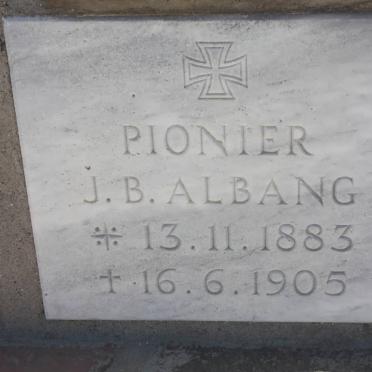 PIONIER
J.B. ALBANG
* 13.11.1883
† 16.6.1905